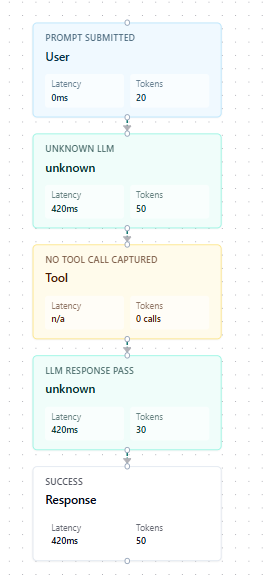 PROMPT SUBMITTED
User
Latency Tokens
0ms 20
UNKNOWN LLM
unknown
Latency Tokens
420ms 50
NO TOOL CALL CAPTURED
Tool
Latency Tokens
n/a 0 calls
LLM RESPONSE PASS
unknown
Latency Tokens
420ms 30
SUCCESS
Response
Latency Tokens
420ms 50